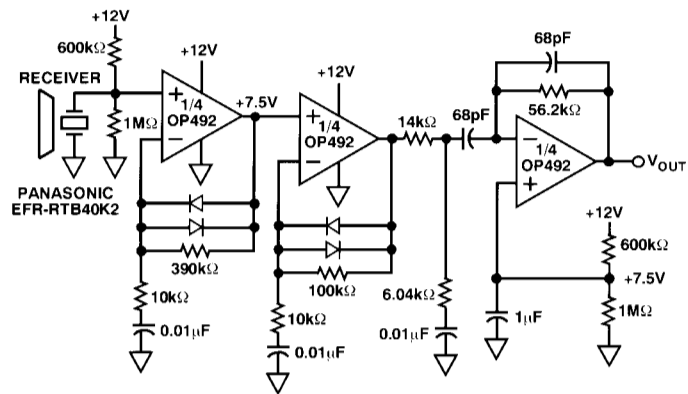 +12V
600kΩ
RECEIVER
1MΩ
PANASONIC
EFR-RTB40K2
+12V
+
1/4
OP492
−
+7.5V
390kΩ
10kΩ
0.01µF
+12V
+
1/4
OP492
−
100kΩ
10kΩ
0.01µF
14kΩ
68pF
6.04kΩ
0.01µF
68pF
56.2kΩ
−
1/4
OP492
+
VOUT
+12V
600kΩ
+7.5V
1µF
1MΩ